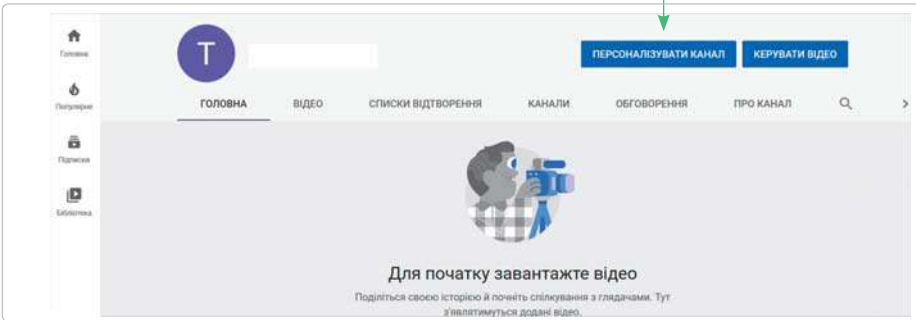 Головна
Популярне
Підписки
Бібліотека
Т
ПЕРСОНАЛІЗУВАТИ КАНАЛ
КЕРУВАТИ ВІДЕО
ГОЛОВНА ВІДЕО СПИСКИ ВІДТВОРЕННЯ КАНАЛИ ОБГОВОРЕННЯ ПРО КАНАЛ
Для початку завантажте відео
Поділіться своєю історією й почніть спілкування з глядачами. Тут
з'являтимуться додані відео.